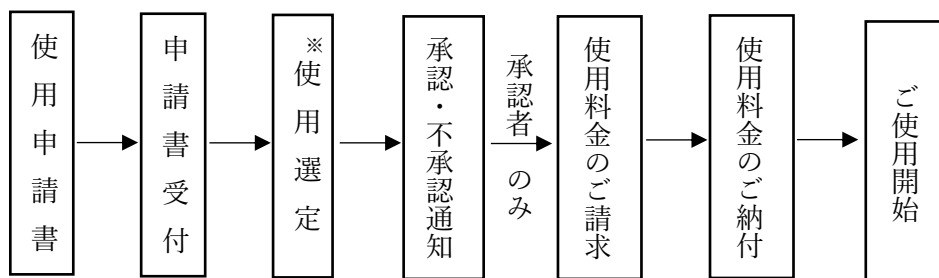 使用申請書
申請書受付
※使用選定
承認・不承認通知
承認者のみ
使用料金のご請求
使用料金のご納付
ご使用開始